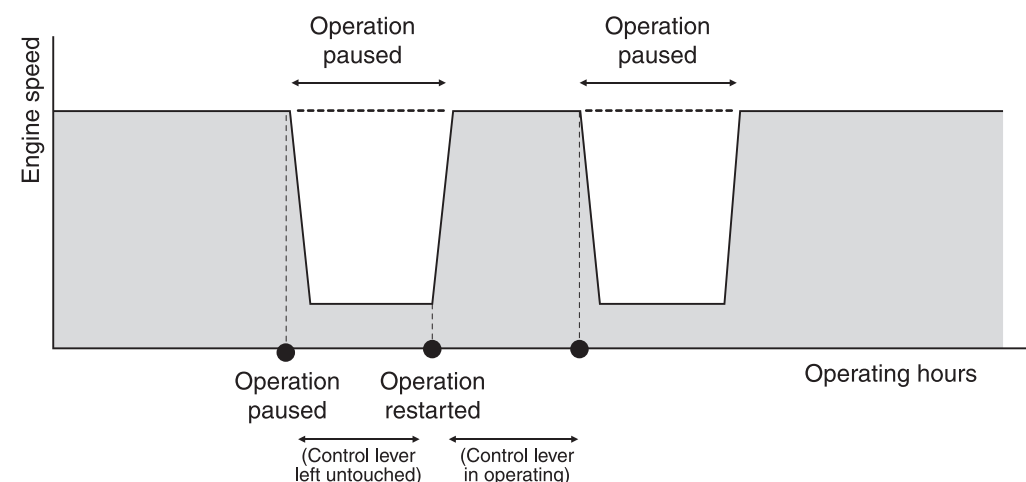 Operation
paused
Operation
paused
Engine speed
Operating hours
Operation
paused
Operation
restarted
(Control lever
left untouched)
(Control lever
in operating)